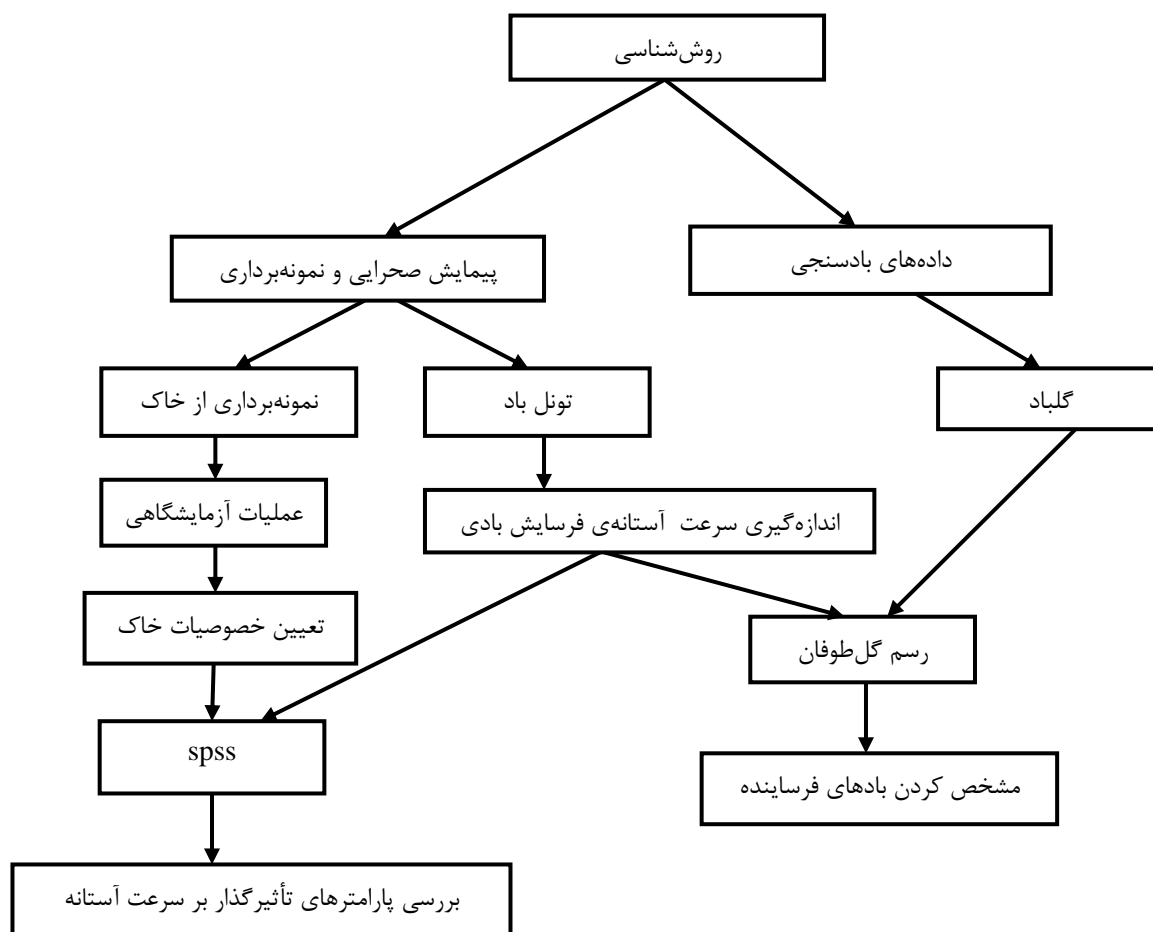 روش‌شناسی
داده‌های بادسنجی
پیمایش صحرایی و نمونه‌برداری
گلباد
تونل باد
نمونه‌برداری از خاک
عملیات آزمایشگاهی
اندازه‌گیری سرعت آستانه‌ی فرسایش بادی
تعیین خصوصیات خاک
رسم گل‌طوفان
spss
مشخص کردن بادهای فرساینده
بررسی پارامترهای تأثیرگذار بر سرعت آستانه